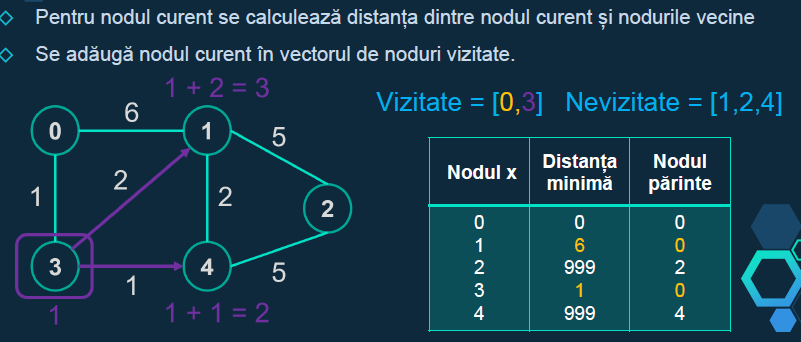 Pentru nodul curent se calculează distanța dintre nodul curent și nodurile vecine
Se adăugă nodul curent în vectorul de noduri vizitate.
1 + 2 = 3
Vizitate = [0,3] Nevizitate = [1,2,4]
0
6
1
5
1
2
2
2
3
1
4
5
1
1 + 1 = 2
Nodul x Distanța minimă Nodul părinte
0 0 0
1 6 0
2 999 2
3 1 0
4 999 4